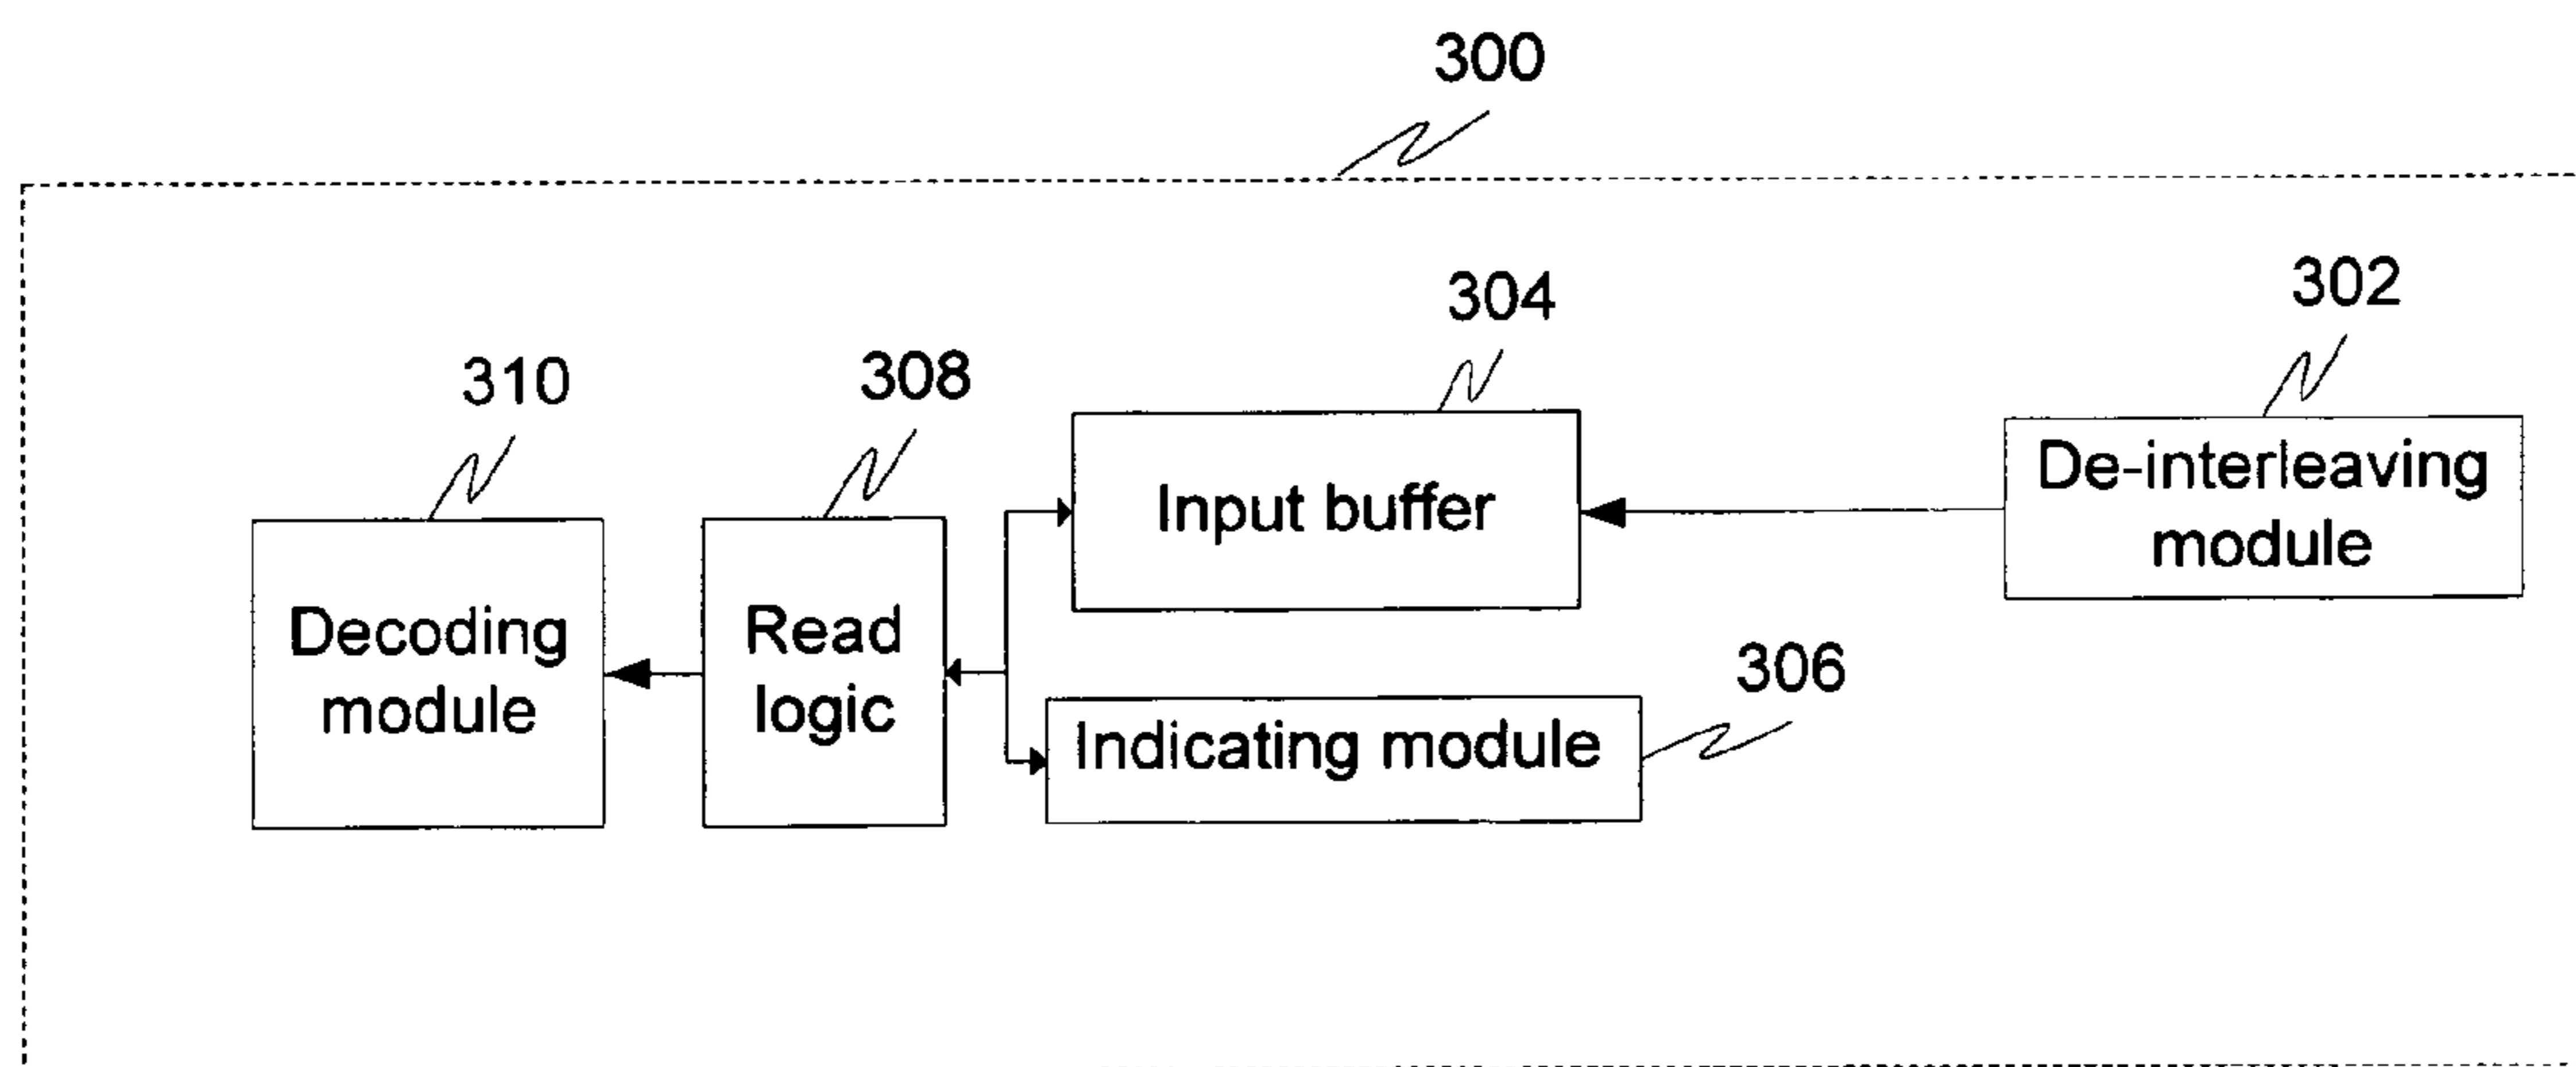 300
302
304
308
310
De-interleaving
module
Input buffer
Decoding
module
Read
logic
306
Indicating module